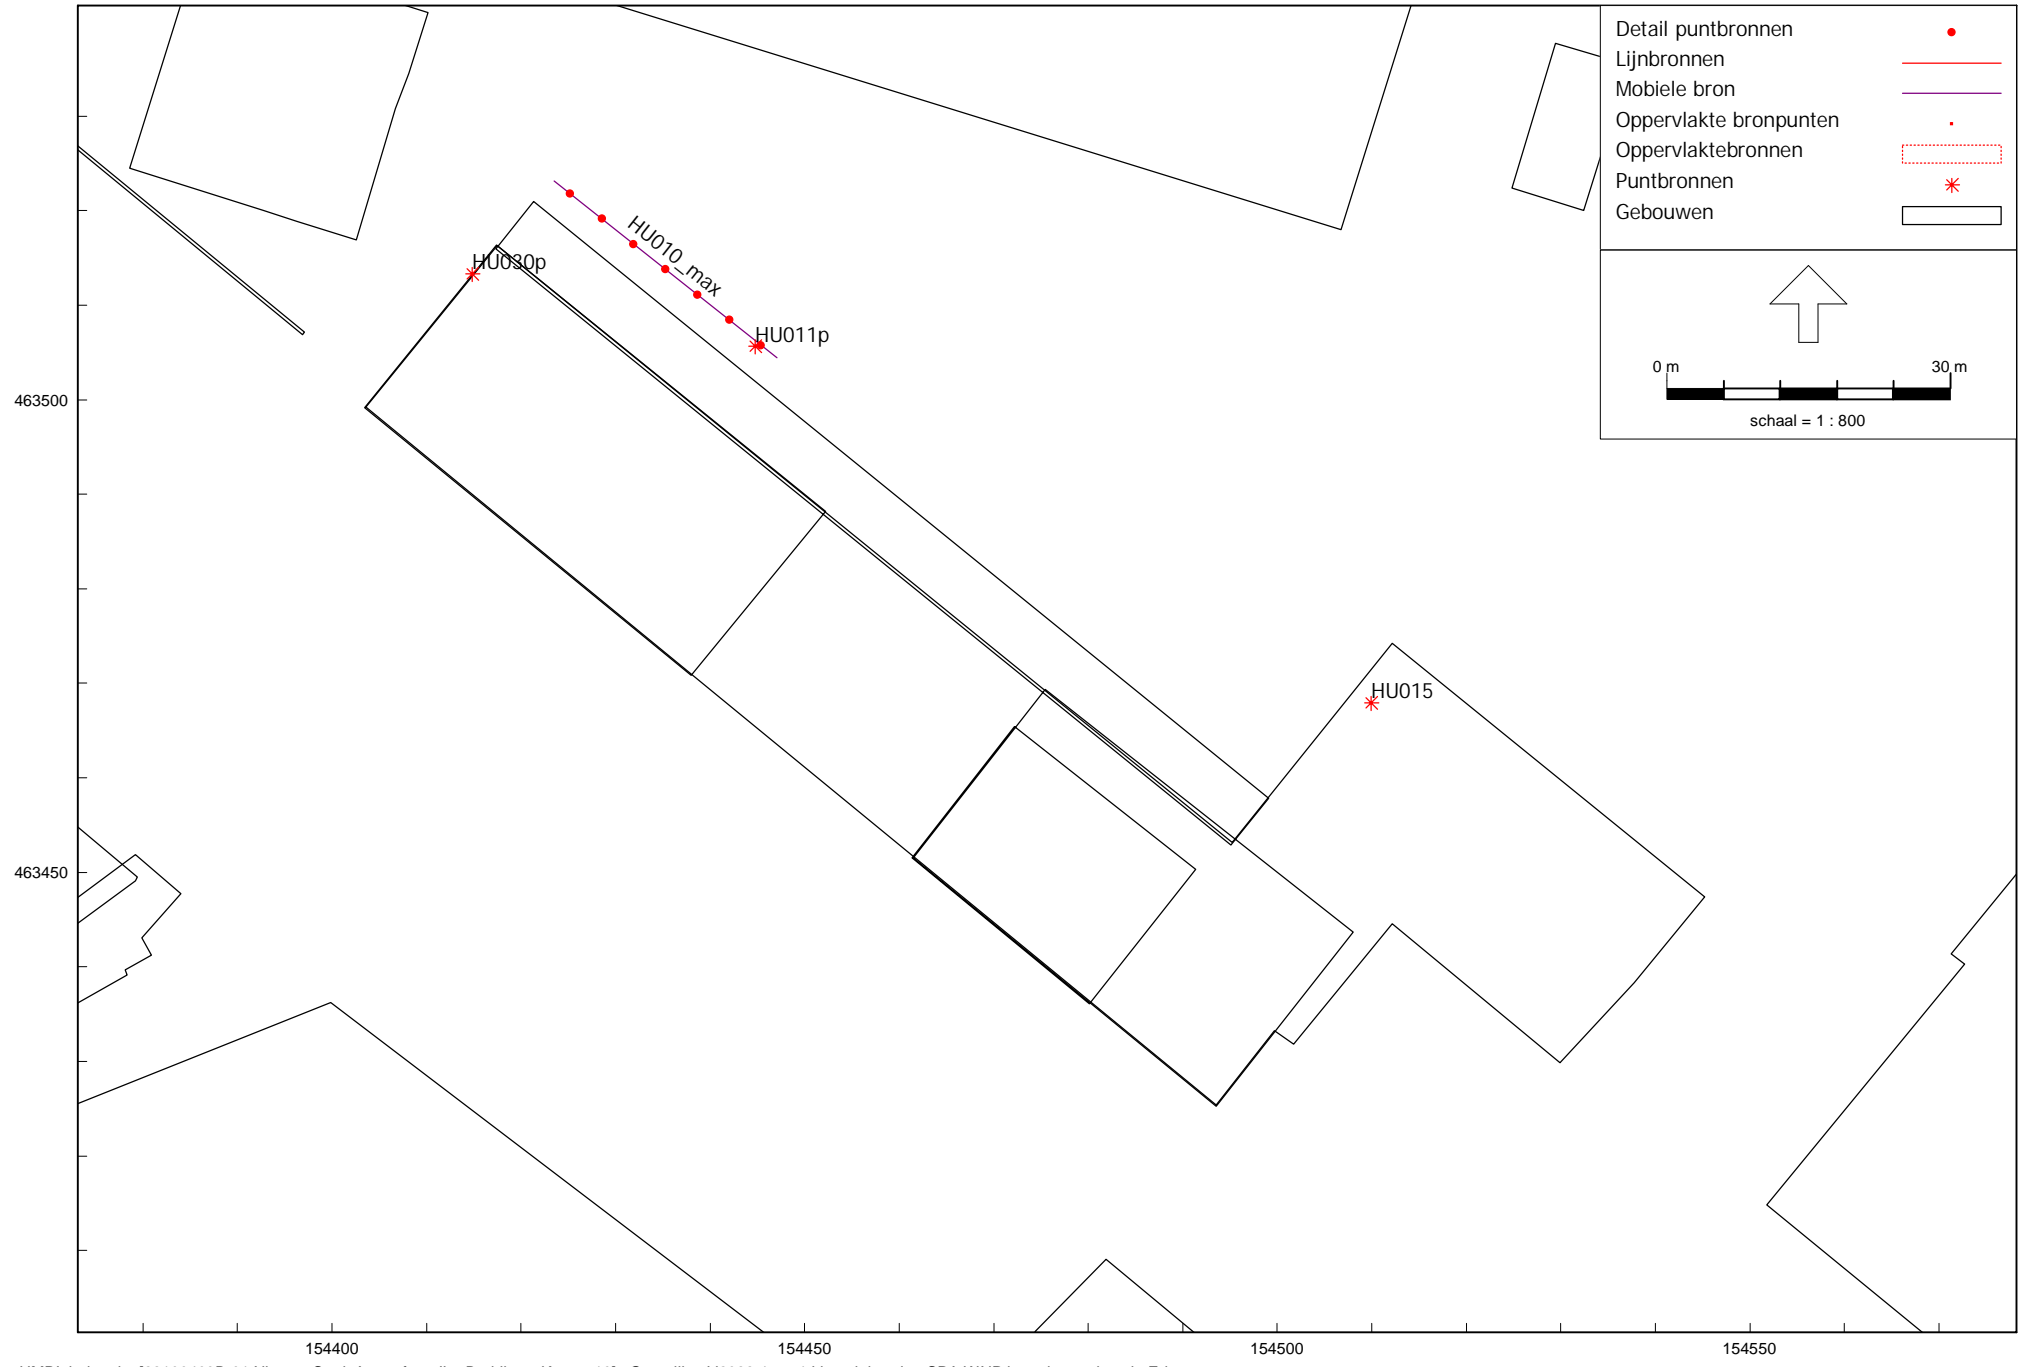 Detail puntbronnen
Lijnbronnen
Mobiele bron
Oppervlakte bronpunten
Oppervlaktebronnen
Puntbronnen
Gebouwen
0 m
30 m
schaal = 1 : 800
HU010_max
HU030p
HU011p
HU015
463500
463450
154400
154450
154500
154550